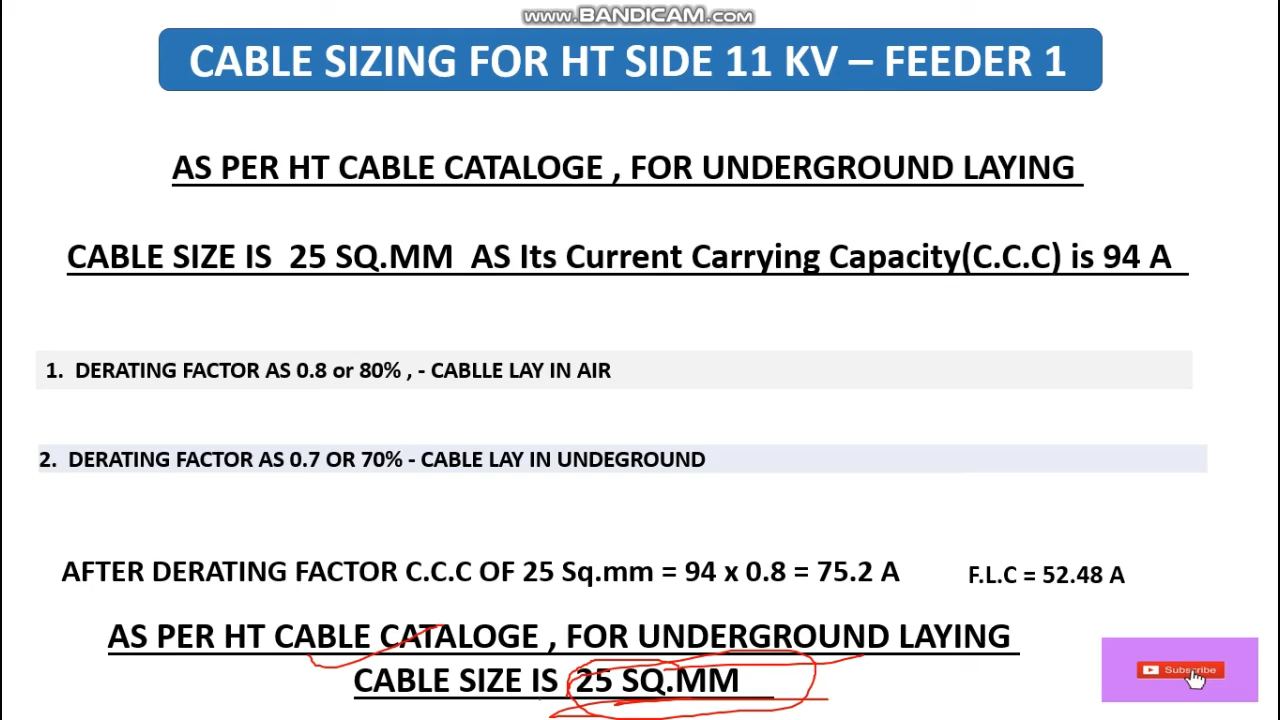 www.BANDICAM.com
CABLE SIZING FOR HT SIDE 11 KV – FEEDER 1
AS PER HT CABLE CATALOGE , FOR UNDERGROUND LAYING
CABLE SIZE IS 25 SQ.MM AS Its Current Carrying Capacity(C.C.C) is 94 A
1. DERATING FACTOR AS 0.8 or 80% , - CABLLE LAY IN AIR
2. DERATING FACTOR AS 0.7 OR 70% - CABLE LAY IN UNDEGROUND
AFTER DERATING FACTOR C.C.C OF 25 Sq.mm = 94 x 0.8 = 75.2 A F.L.C = 52.48 A
AS PER HT CABLE CATALOGE , FOR UNDERGROUND LAYING
CABLE SIZE IS 25 SQ.MM
Subscribe